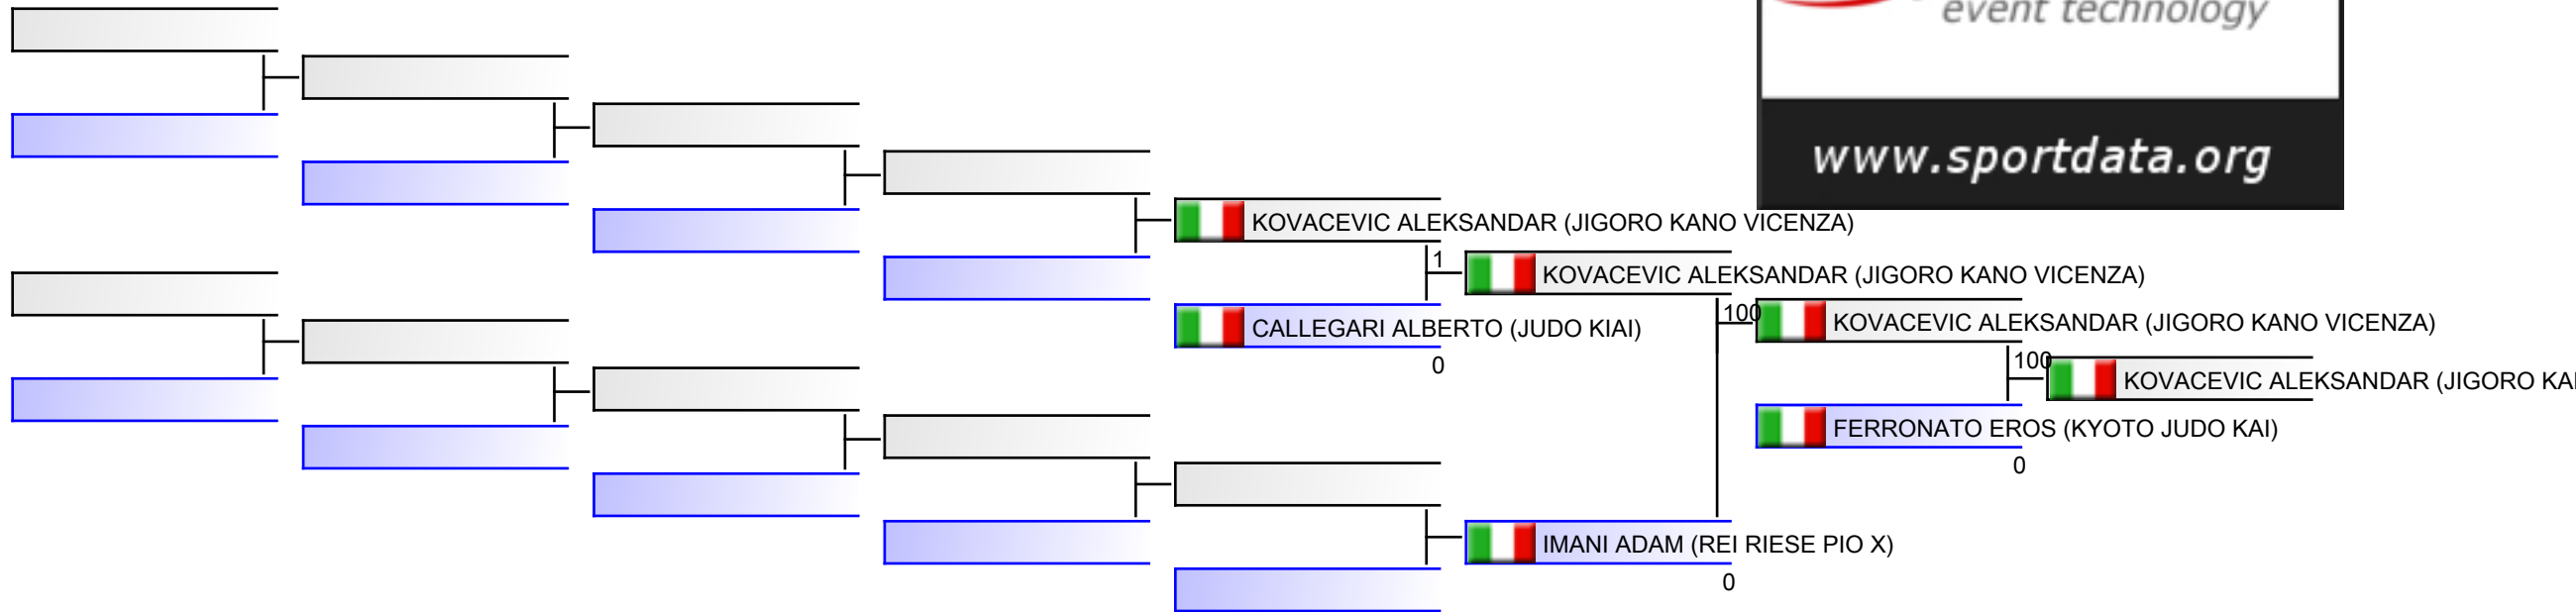 event technology
www.sportdata.org
KOVACEVIC ALEKSANDAR (JIGORO KANO VICENZA)
1
KOVACEVIC ALEKSANDAR (JIGORO KANO VICENZA)
CALLEGARI ALBERTO (JUDO KIAI)
0
100
KOVACEVIC ALEKSANDAR (JIGORO KANO VICENZA)
100
KOVACEVIC ALEKSANDAR (JIGORO KA
FERRONATO EROS (KYOTO JUDO KAI)
0
IMANI ADAM (REI RIESE PIO X)
0